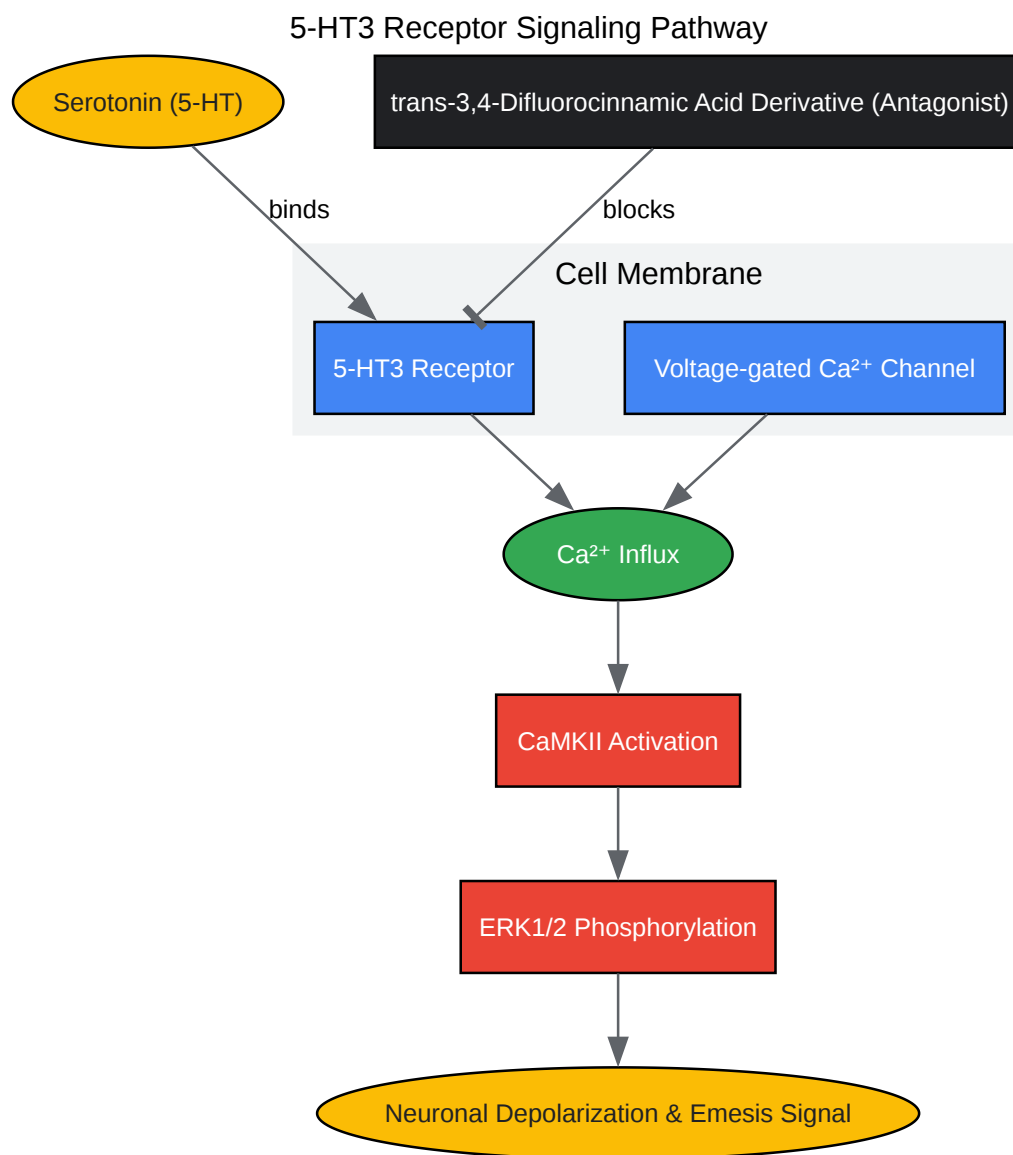 5-HT3 Receptor Signaling Pathway
Serotonin (5-HT)
trans-3,4-Difluorocinnamic Acid Derivative (Antagonist)
binds
blocks
Cell Membrane
5-HT3 Receptor
Voltage-gated Ca²⁺ Channel
Ca²⁺ Influx
CaMKII Activation
ERK1/2 Phosphorylation
Neuronal Depolarization & Emesis Signal